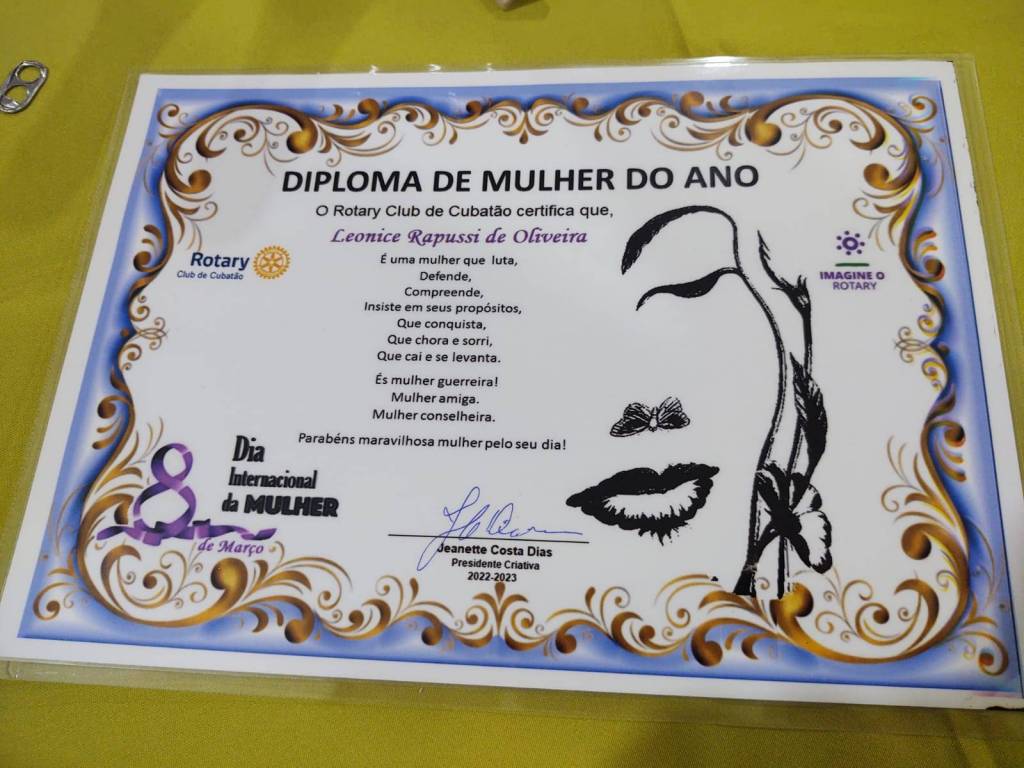 DIPLOMA DE MULHER DO ANO
O Rotary Club de Cubatão certifica que,
Leonice Rapussi de Oliveira
É uma mulher que luta,
Defende,
Compreende,
Insiste em seus propósitos,
Que conquista,
Que chora e sorri,
Que cai e se levanta.
És mulher guerreira!
Mulher amiga.
Mulher conselheira.
Parabéns maravilhosa mulher pelo seu dia!
Rotary
Club de Cubatão
IMAGINE O
ROTARY
8
de Março
Dia
Internacional
da MULHER
Jeanette Costa Dias
Presidente Criativa
2022-2023